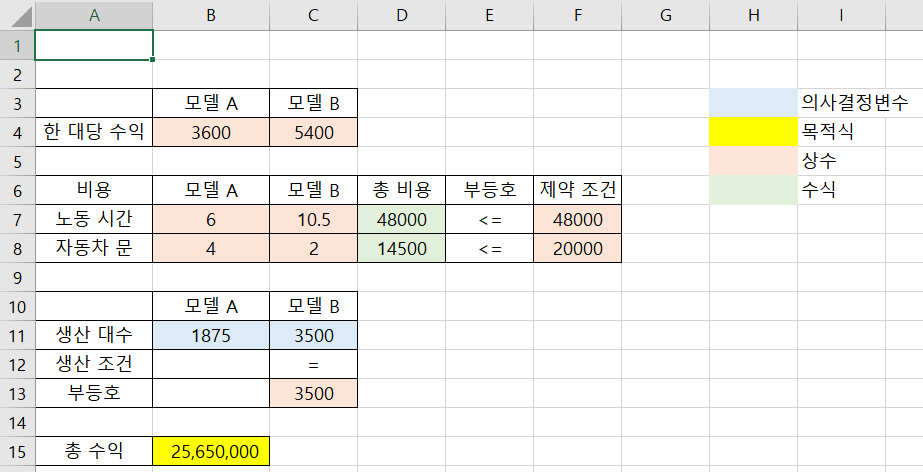 A B C D E F G H I
1
2
3 모델 A 모델 B 의사결정변수
4 한 대당 수익 3600 5400 목적식
5 상수
6 비용 모델 A 모델 B 총 비용 부등호 제약 조건 수식
7 노동 시간 6 10.5 48000 <= 48000
8 자동차 문 4 2 14500 <= 20000
9
10 모델 A 모델 B
11 생산 대수 1875 3500
12 생산 조건 =
13 부등호 3500
14
15 총 수익 25,650,000